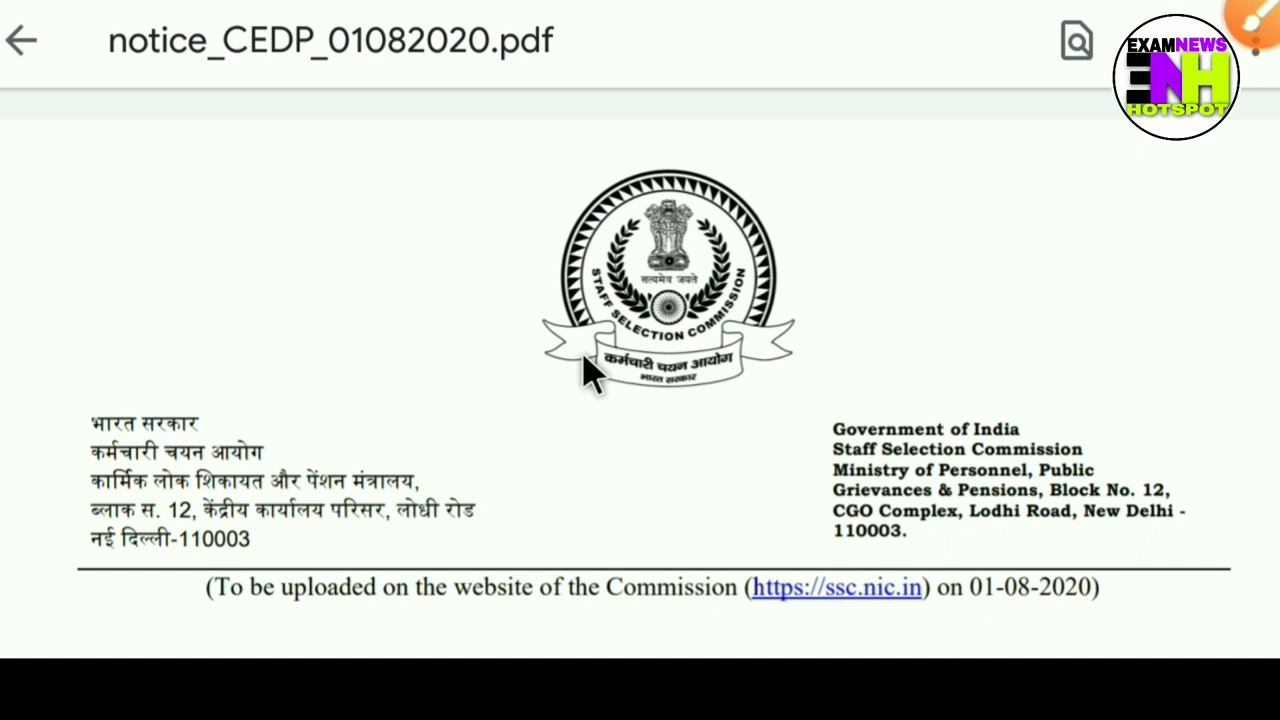 notice_CEDP_01082020.pdf
EXAMNEWS
ENH
HOTSPOT
सत्यमेव जयते
STAFF SELECTION COMMISSION
कर्मचारी चयन आयोग
भारत सरकार
भारत सरकार
कर्मचारी चयन आयोग
कार्मिक लोक शिकायत और पेंशन मंत्रालय,
ब्लाक स. 12, केंद्रीय कार्यालय परिसर, लोधी रोड
नई दिल्ली-110003
Government of India
Staff Selection Commission
Ministry of Personnel, Public
Grievances & Pensions, Block No. 12,
CGO Complex, Lodhi Road, New Delhi -
110003.
(To be uploaded on the website of the Commission (https://ssc.nic.in) on 01-08-2020)